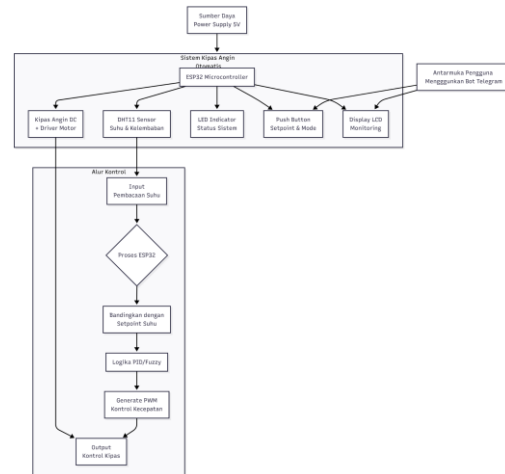 Sumber Daya
Power Supply 5V
Sistem Kipas Angin
Otomatis
ESP32 Microcontroller
Antarmuka Pengguna
Mengggunkan Bot Telegram
Kipas Angin DC
+ Driver Motor
DHT11 Sensor
Suhu & Kelembaban
LED Indicator
Status Sistem
Push Button
Setpoint & Mode
Display LCD
Monitoring
Alur Kontrol
Input
Pembacaan Suhu
Proses ESP32
Bandingkan dengan
Setpoint Suhu
Logika PID/Fuzzy
Generate PWM
Kontrol Kecepatan
Output
Kontrol Kipas